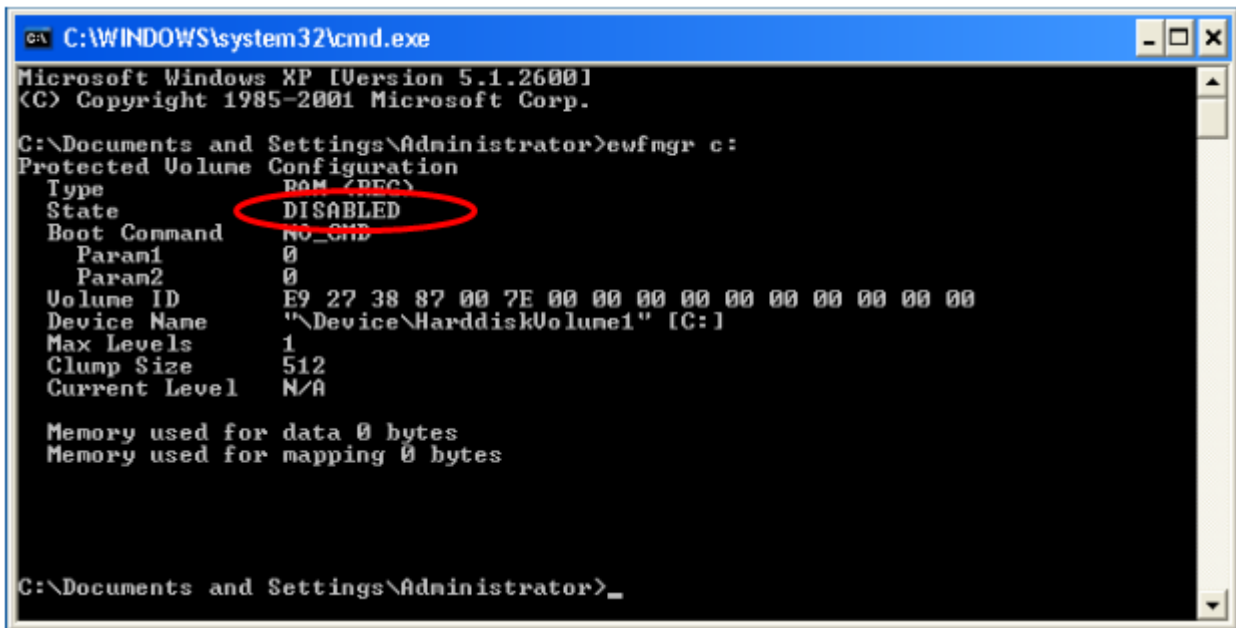 C:\WINDOWS\system32\cmd.exe
Microsoft Windows XP [Version 5.1.2600]
(C) Copyright 1985-2001 Microsoft Corp.
C:\Documents and Settings\Administrator>ewfmgr c:
Protected Volume Configuration
Type RAM (REG)
State DISABLED
Boot Command NO_CMD
Param1 0
Param2 0
Volume ID E9 27 38 87 00 7E 00 00 00 00 00 00 00 00 00 00
Device Name "\Device\HarddiskVolume1" [C:]
Max Levels 1
Clump Size 512
Current Level N/A
Memory used for data 0 bytes
Memory used for mapping 0 bytes
C:\Documents and Settings\Administrator>_